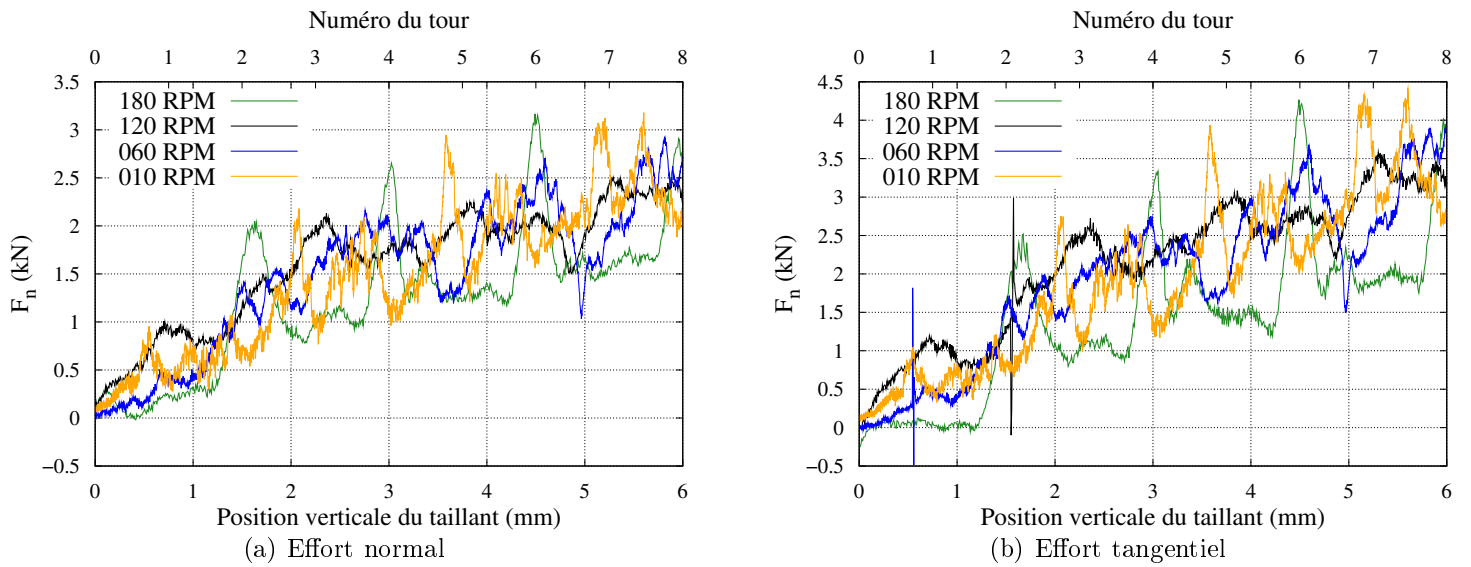 Numéro du tour
0 1 2 3 4 5 6 7 8
3.5
3
2.5
2
1.5
1
0.5
0
−0.5
F_n (kN)
180 RPM
120 RPM
060 RPM
010 RPM
0 1 2 3 4 5 6
Position verticale du taillant (mm)
(a) Effort normal
Numéro du tour
0 1 2 3 4 5 6 7 8
4.5
4
3.5
3
2.5
2
1.5
1
0.5
0
−0.5
F_n (kN)
180 RPM
120 RPM
060 RPM
010 RPM
0 1 2 3 4 5 6
Position verticale du taillant (mm)
(b) Effort tangentiel